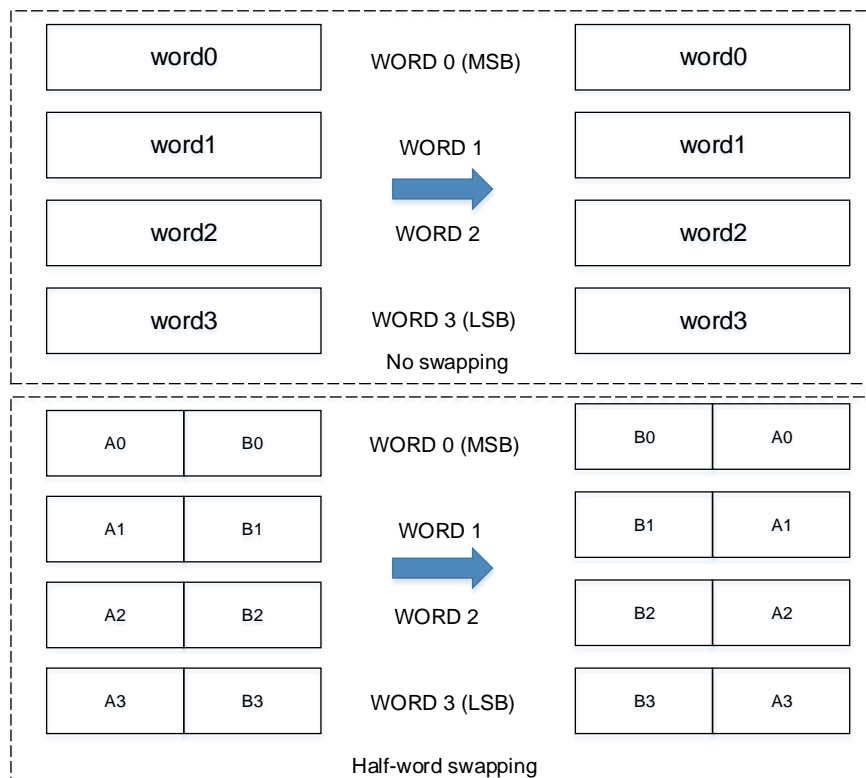 word0 WORD 0 (MSB) word0
word1 WORD 1 word1
word2 WORD 2 word2
word3 WORD 3 (LSB) word3
No swapping
A0 B0 WORD 0 (MSB) B0 A0
A1 B1 WORD 1 B1 A1
A2 B2 WORD 2 B2 A2
A3 B3 WORD 3 (LSB) B3 A3
Half-word swapping